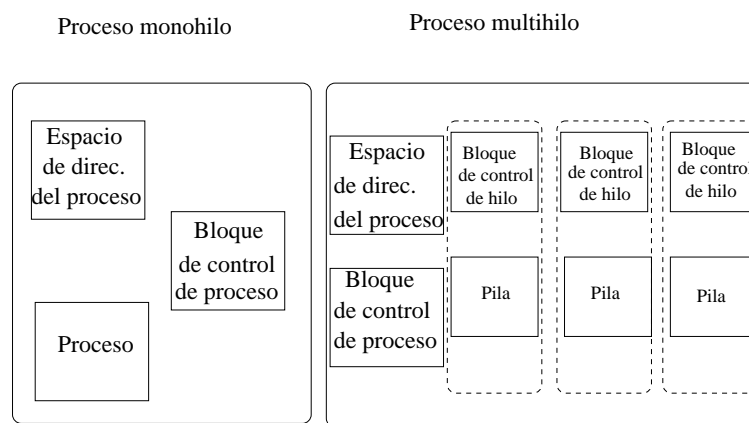 Proceso monohilo
Proceso multihilo
Espacio
de direc.
del proceso
Bloque
de control
de proceso
Proceso
Espacio
de direc.
del proceso
Bloque
de control
de proceso
Bloque
de control
de hilo
Pila
Bloque
de control
de hilo
Pila
Bloque
de control
de hilo
Pila